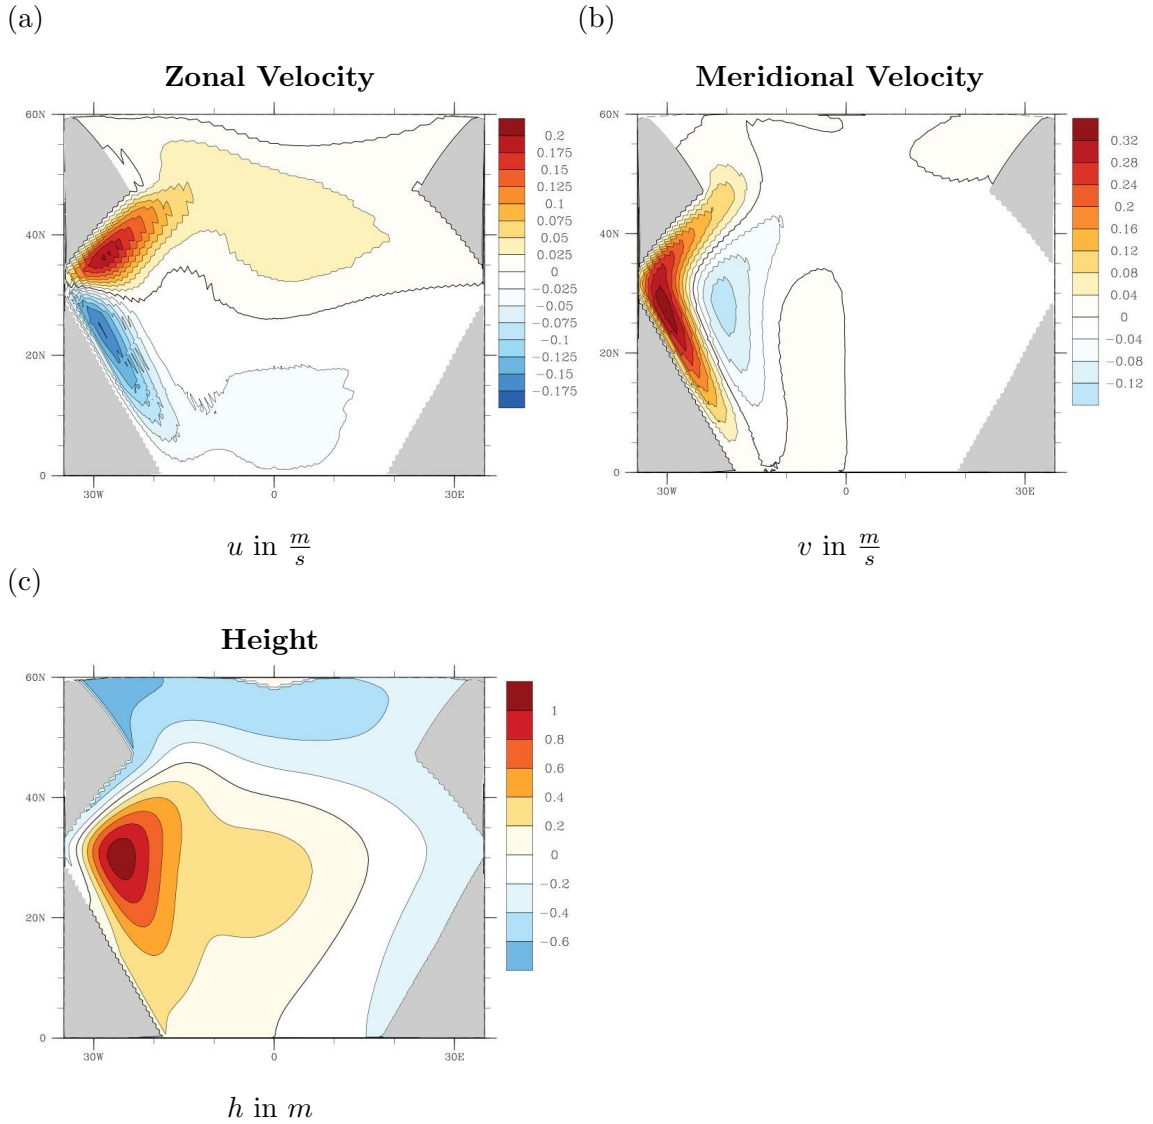 (a)
Zonal Velocity
60N
40N
20N
0
30W
0
30E
0.2
0.175
0.15
0.125
0.1
0.075
0.05
0.025
0
−0.025
−0.05
−0.075
−0.1
−0.125
−0.15
−0.175
u in m/s
(b)
Meridional Velocity
60N
40N
20N
0
30W
0
30E
0.32
0.28
0.24
0.2
0.16
0.12
0.08
0.04
0
−0.04
−0.08
−0.12
v in m/s
(c)
Height
60N
40N
20N
0
30W
0
30E
1
0.8
0.6
0.4
0.2
0
−0.2
−0.4
−0.6
h in m